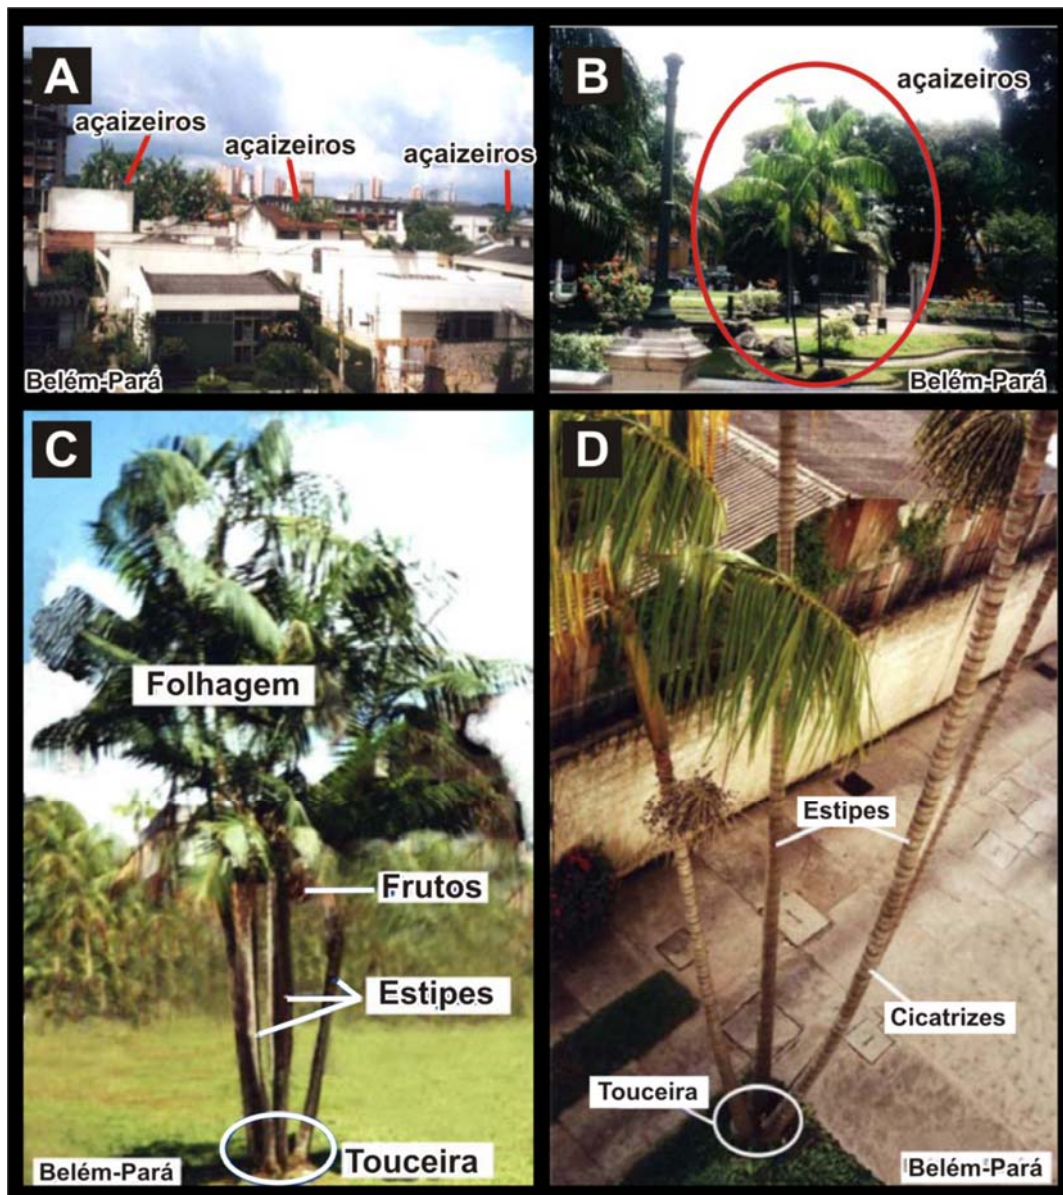 A
açaizeiros
açaizeiros
açaizeiros
Belém-Pará
B
açaizeiros
Belém-Pará
C
Folhagem
Frutos
Estipes
Touceira
Belém-Pará
D
Estipes
Cicatrizes
Touceira
Belém-Pará